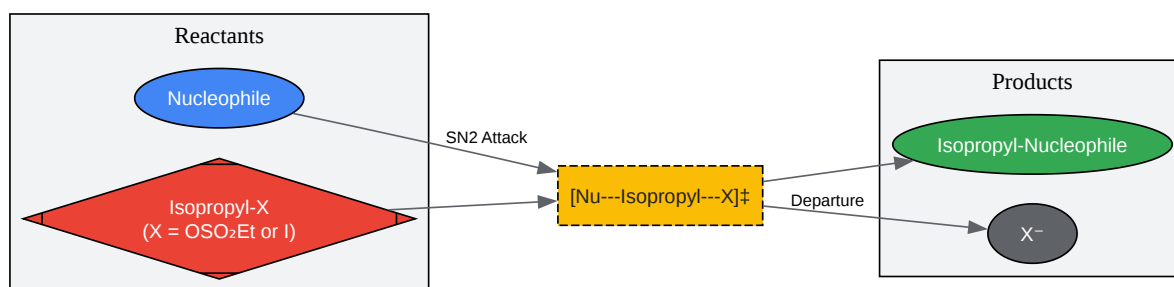 Reactants
Nucleophile
Isopropyl-X
(X = OSO₂Et or I)
SN2 Attack
[Nu---Isopropyl---X]‡
Departure
Products
Isopropyl-Nucleophile
X⁻